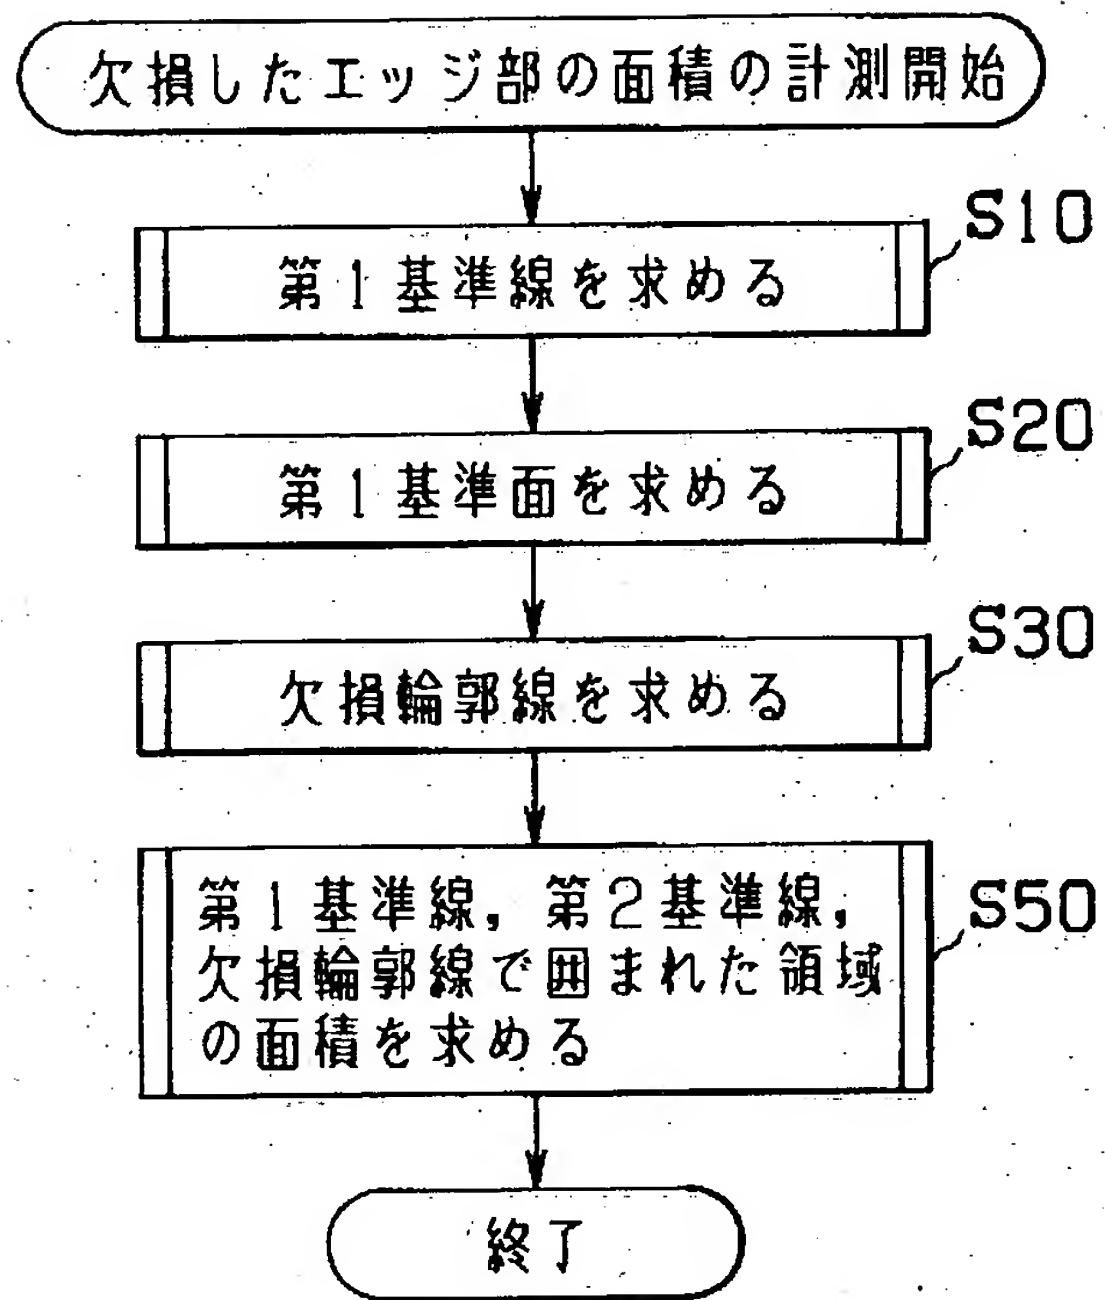 欠損したエッジ部の面積の計測開始
S10
第1基準線を求める
S20
第1基準面を求める
S30
欠損輪郭線を求める
S50
第1基準線,第2基準線,
欠損輪郭線で囲まれた領域
の面積を求める
終了